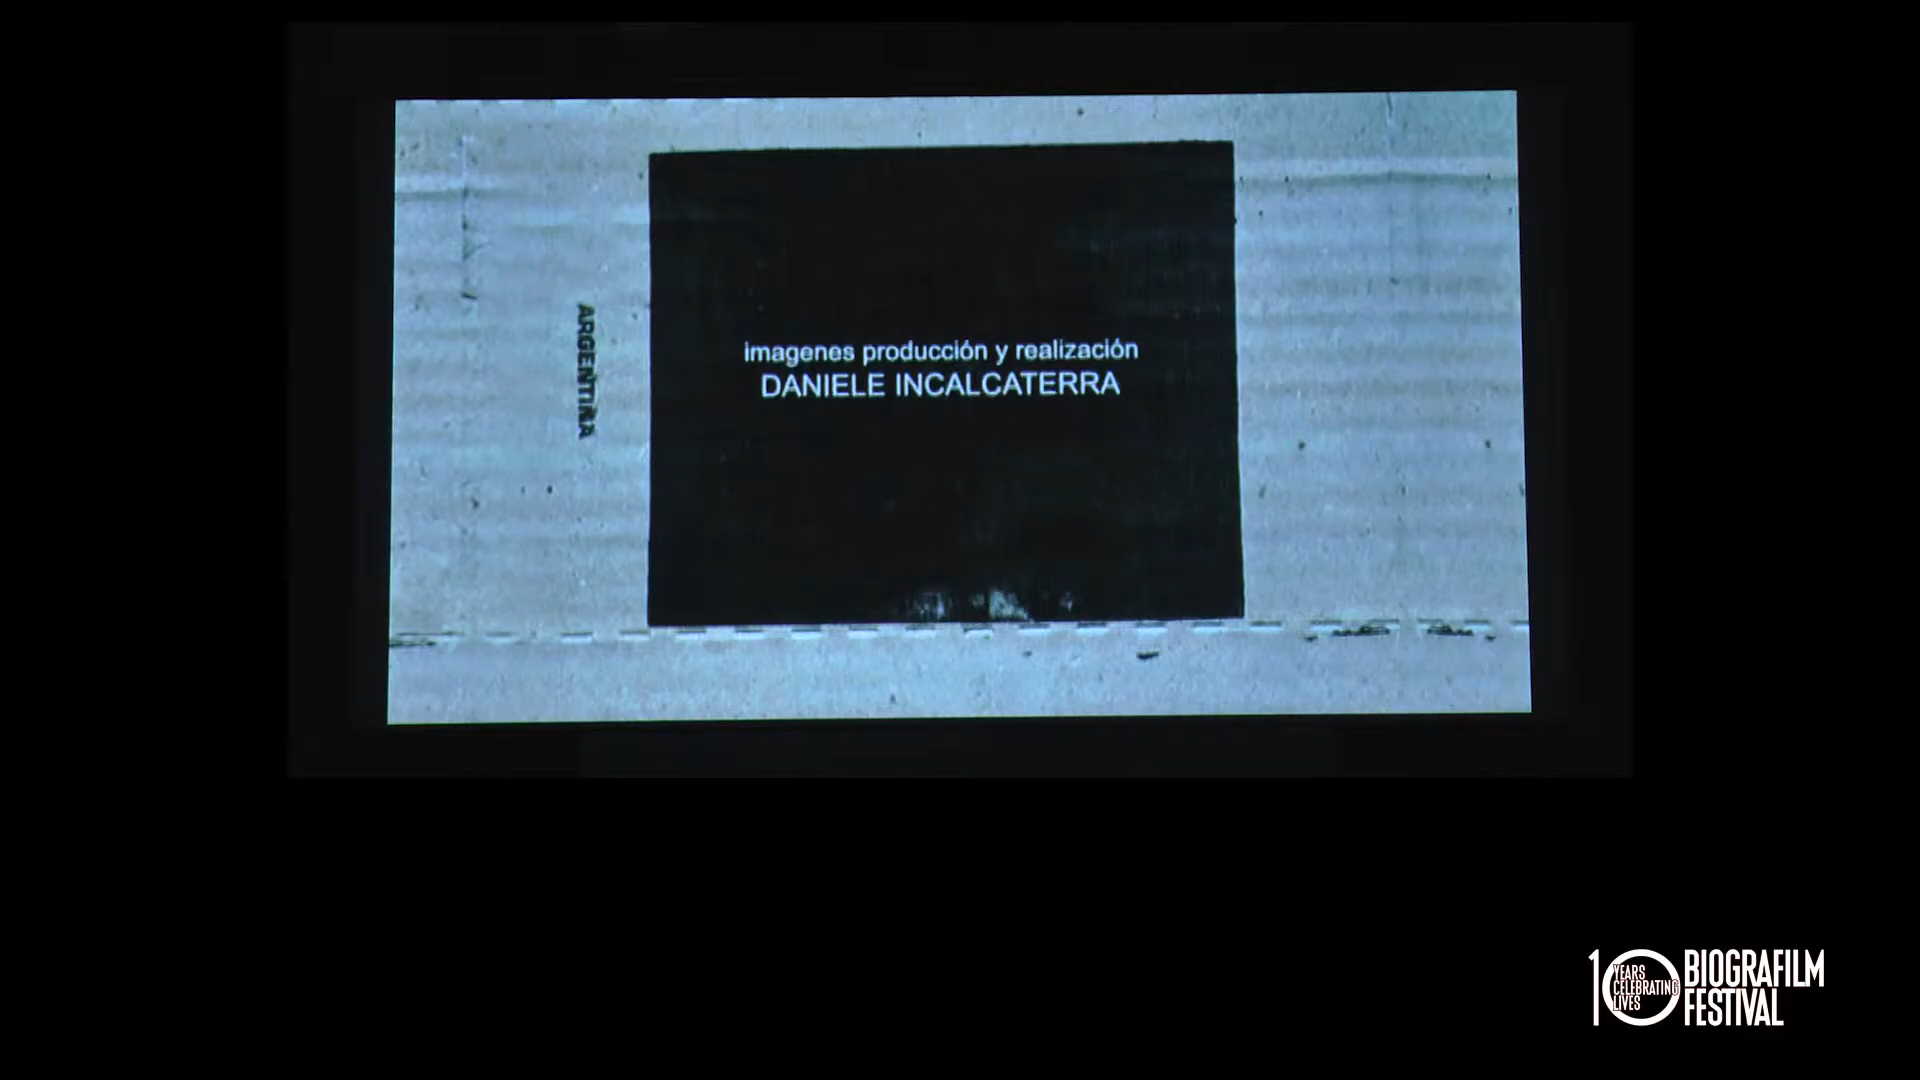 ARGENTINA
imagenes producción y realización
DANIELE INCALCATERRA
10 YEARS CELEBRATING LIVES
BIOGRAFILM
FESTIVAL